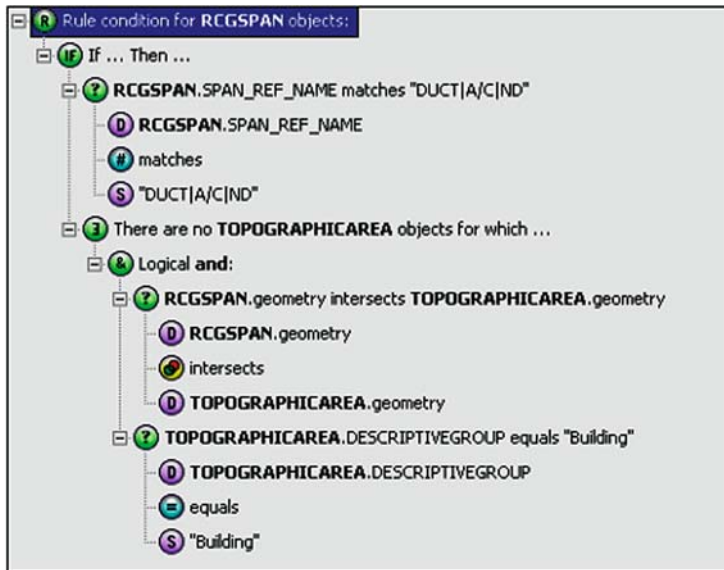 R Rule condition for RCGSPAN objects:
IF If ... Then ...
? RCGSPAN.SPAN_REF_NAME matches "DUCT|A/C|ND"
D RCGSPAN.SPAN_REF_NAME
# matches
S "DUCT|A/C|ND"
∃ There are no TOPOGRAPHICAREA objects for which ...
& Logical and:
? RCGSPAN.geometry intersects TOPOGRAPHICAREA.geometry
D RCGSPAN.geometry
intersects
D TOPOGRAPHICAREA.geometry
? TOPOGRAPHICAREA.DESCRIPTIVEGROUP equals "Building"
D TOPOGRAPHICAREA.DESCRIPTIVEGROUP
= equals
S "Building"